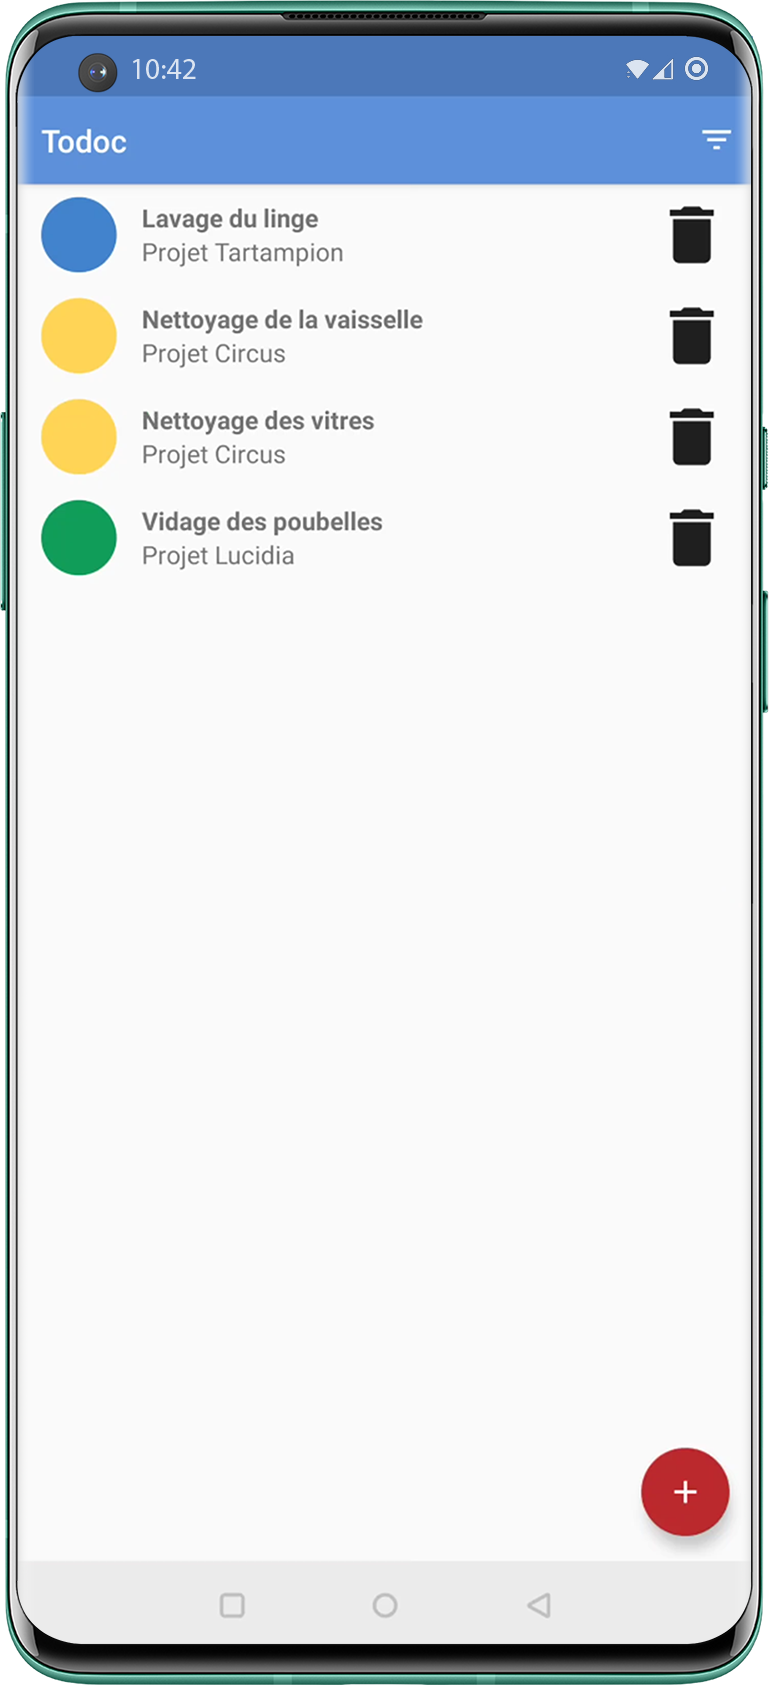 10:42
Todoc
Lavage du linge
Projet Tartampion
Nettoyage de la vaisselle
Projet Circus
Nettoyage des vitres
Projet Circus
Vidage des poubelles
Projet Lucidia